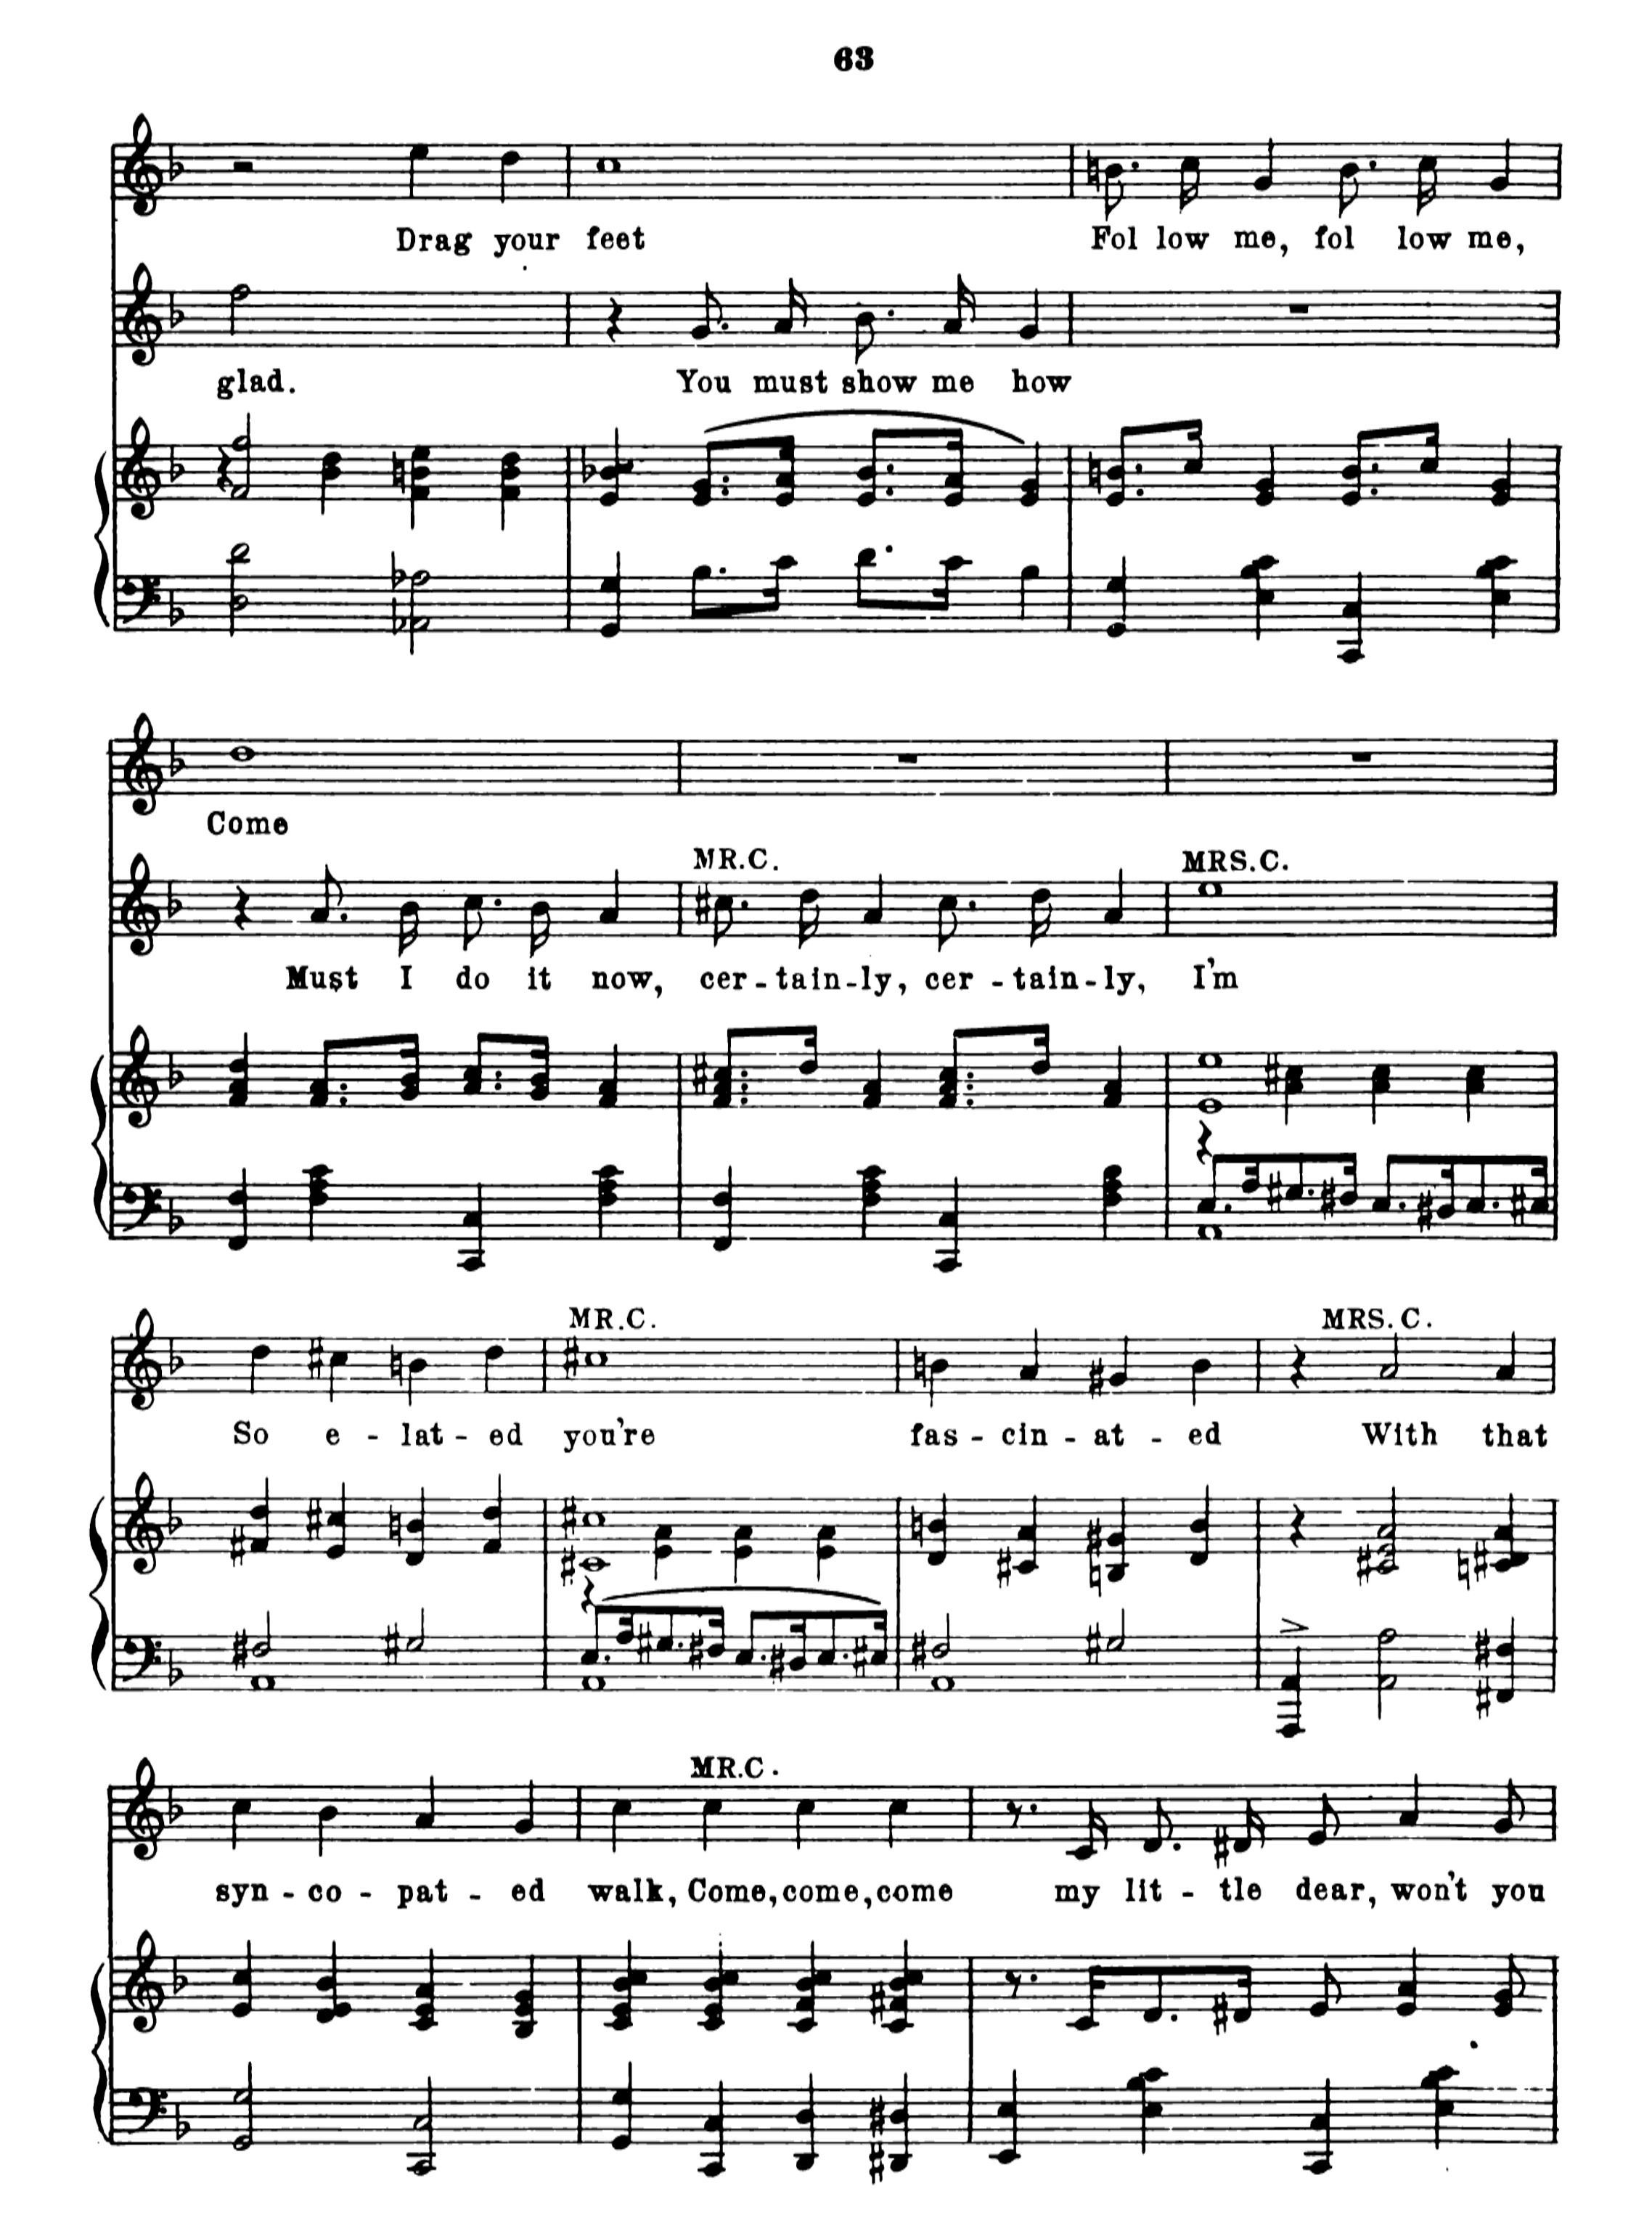 63
Drag your feet Fol low me, fol low me,
glad. You must show me how
Come
MR.C. MRS.C.
Must I do it now, cer-tain-ly, cer-tain-ly, I'm
MR.C. MRS.C.
So e-lat-ed you're fas-cin-at-ed With that
MR.C.
syn-co-pat-ed walk, Come, come, come my lit-tle dear, won't you